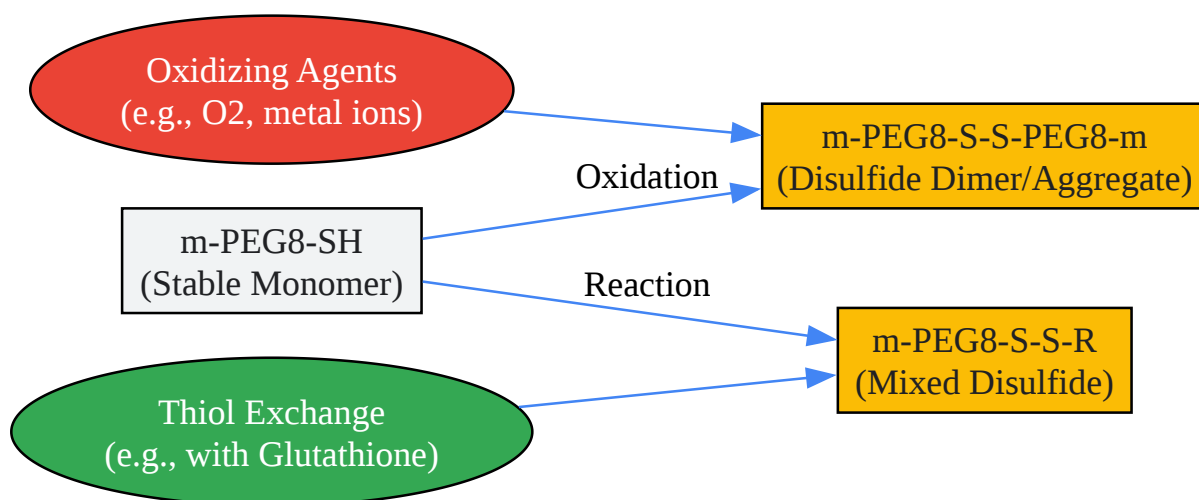 Oxidizing Agents
(e.g., O2, metal ions)
m-PEG8-S-S-PEG8-m
(Disulfide Dimer/Aggregate)
Oxidation
m-PEG8-SH
(Stable Monomer)
Reaction
m-PEG8-S-S-R
(Mixed Disulfide)
Thiol Exchange
(e.g., with Glutathione)